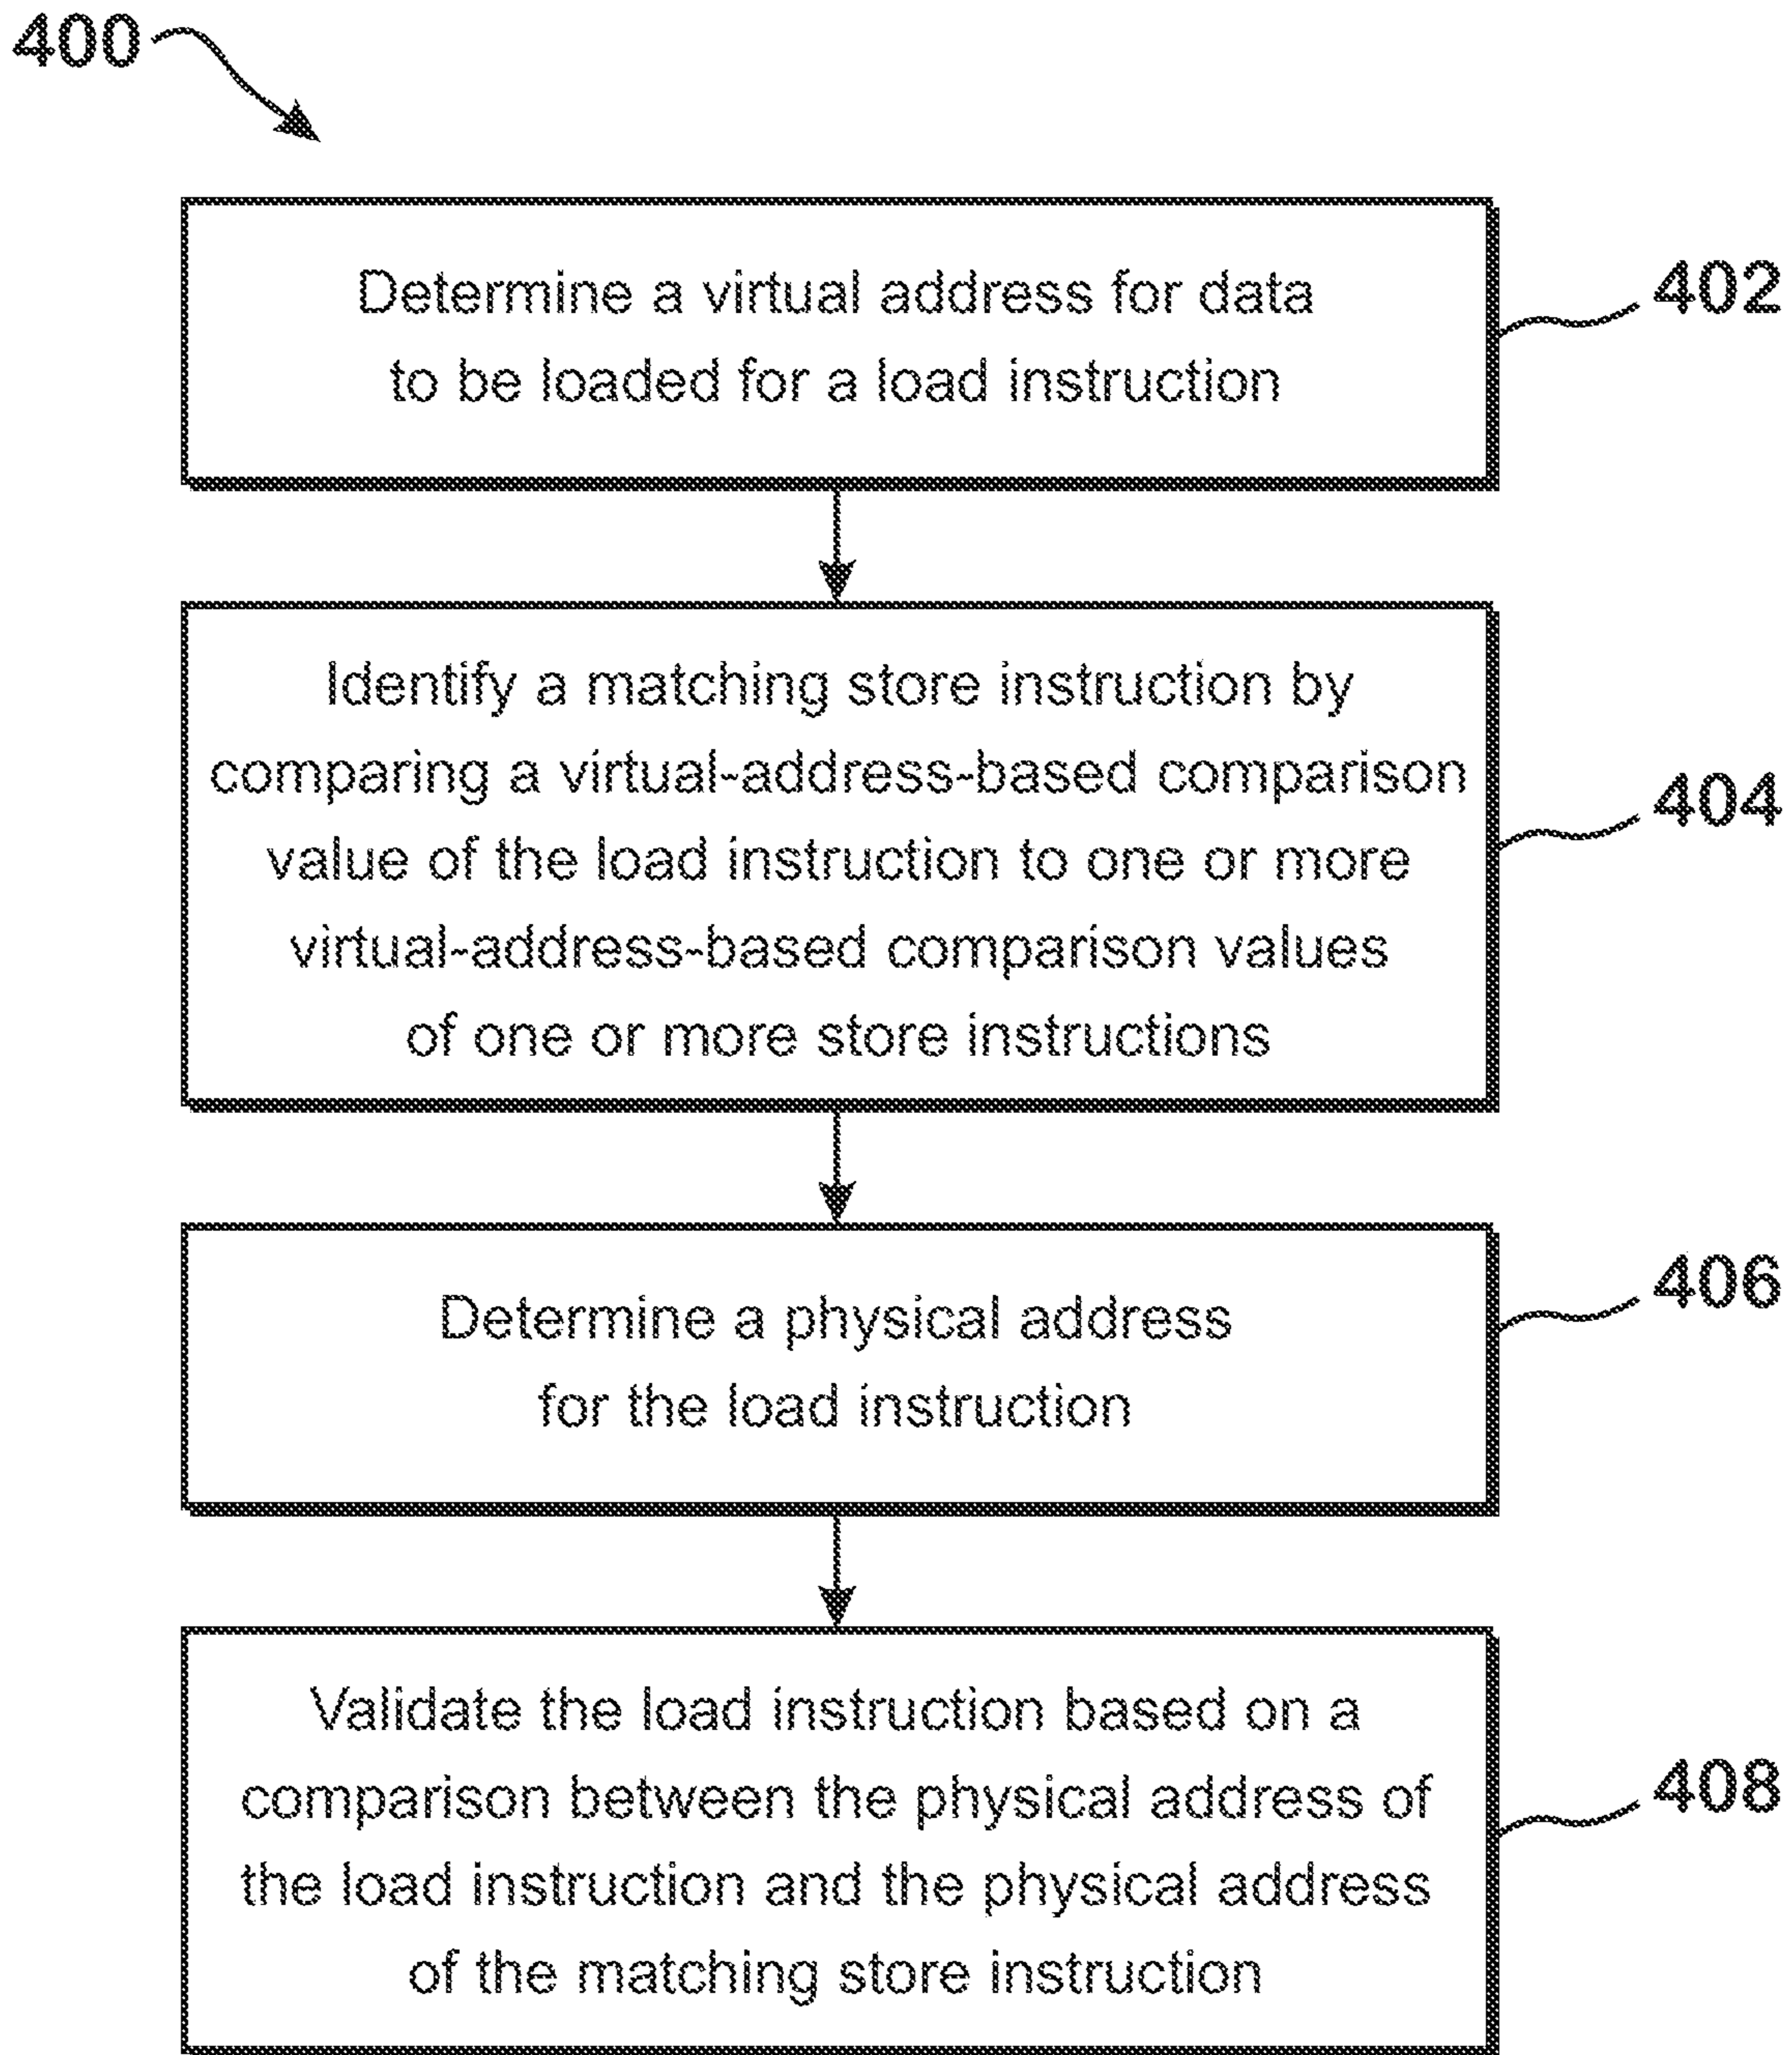 400
Determine a virtual address for data
to be loaded for a load instruction
402
Identify a matching store instruction by
comparing a virtual-address-based comparison
value of the load instruction to one or more
virtual-address-based comparison values
of one or more store instructions
404
Determine a physical address
for the load instruction
406
Validate the load instruction based on a
comparison between the physical address of
the load instruction and the physical address
of the matching store instruction
408